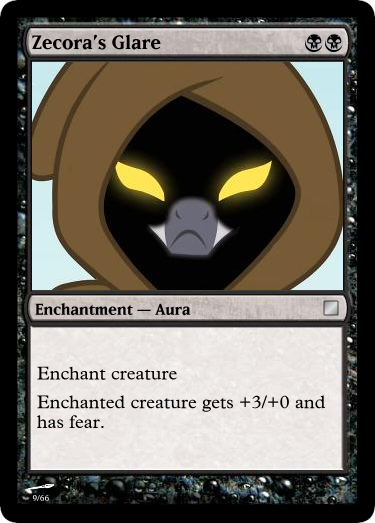 Zecora's Glare
Enchantment — Aura
Enchant creature
Enchanted creature gets +3/+0 and
has fear.
9/66